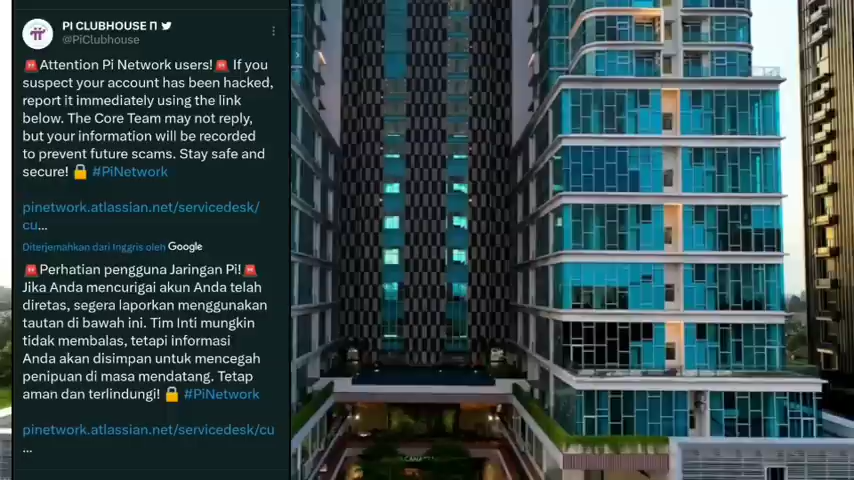 PI CLUBHOUSE Π
@PiClubhouse
🚨Attention Pi Network users!🚨 If you
suspect your account has been hacked,
report it immediately using the link
below. The Core Team may not reply,
but your information will be recorded
to prevent future scams. Stay safe and
secure! 🔒 #PiNetwork
pinetwork.atlassian.net/servicedesk/
cu...
Diterjemahkan dari Inggris oleh Google
🚨Perhatian pengguna Jaringan Pi!🚨
Jika Anda mencurigai akun Anda telah
diretas, segera laporkan menggunakan
tautan di bawah ini. Tim Inti mungkin
tidak membalas, tetapi informasi
Anda akan disimpan untuk mencegah
penipuan di masa mendatang. Tetap
aman dan terlindungi! 🔒 #PiNetwork
pinetwork.atlassian.net/servicedesk/cu
...